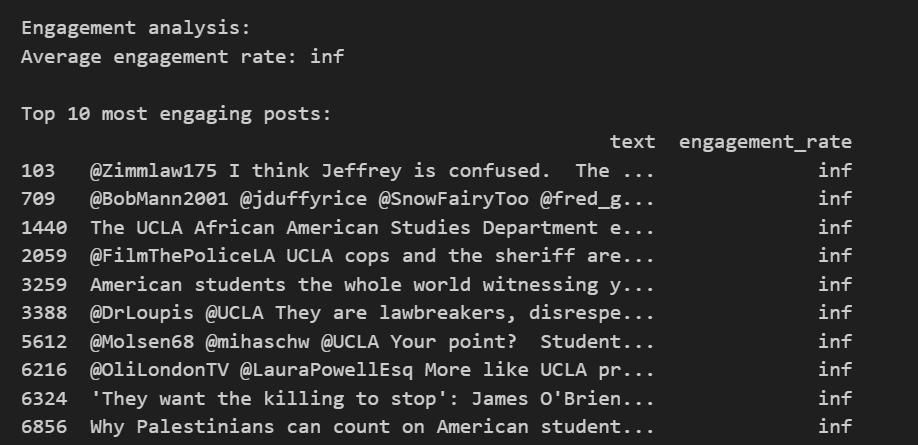 Engagement analysis:
Average engagement rate: inf
Top 10 most engaging posts:
text engagement_rate
103 @Zimmlaw175 I think Jeffrey is confused.  The ... inf
709 @BobMann2001 @jduffyrice @SnowFairyToo @fred_g... inf
1440 The UCLA African American Studies Department e... inf
2059 @FilmThePoliceLA UCLA cops and the sheriff are... inf
3259 American students the whole world witnessing y... inf
3388 @DrLoupis @UCLA They are lawbreakers, disrespe... inf
5612 @Molsen68 @mihaschw @UCLA Your point?  Student... inf
6216 @OliLondonTV @LauraPowellEsq More like UCLA pr... inf
6324 'They want the killing to stop': James O'Brien... inf
6856 Why Palestinians can count on American student... inf